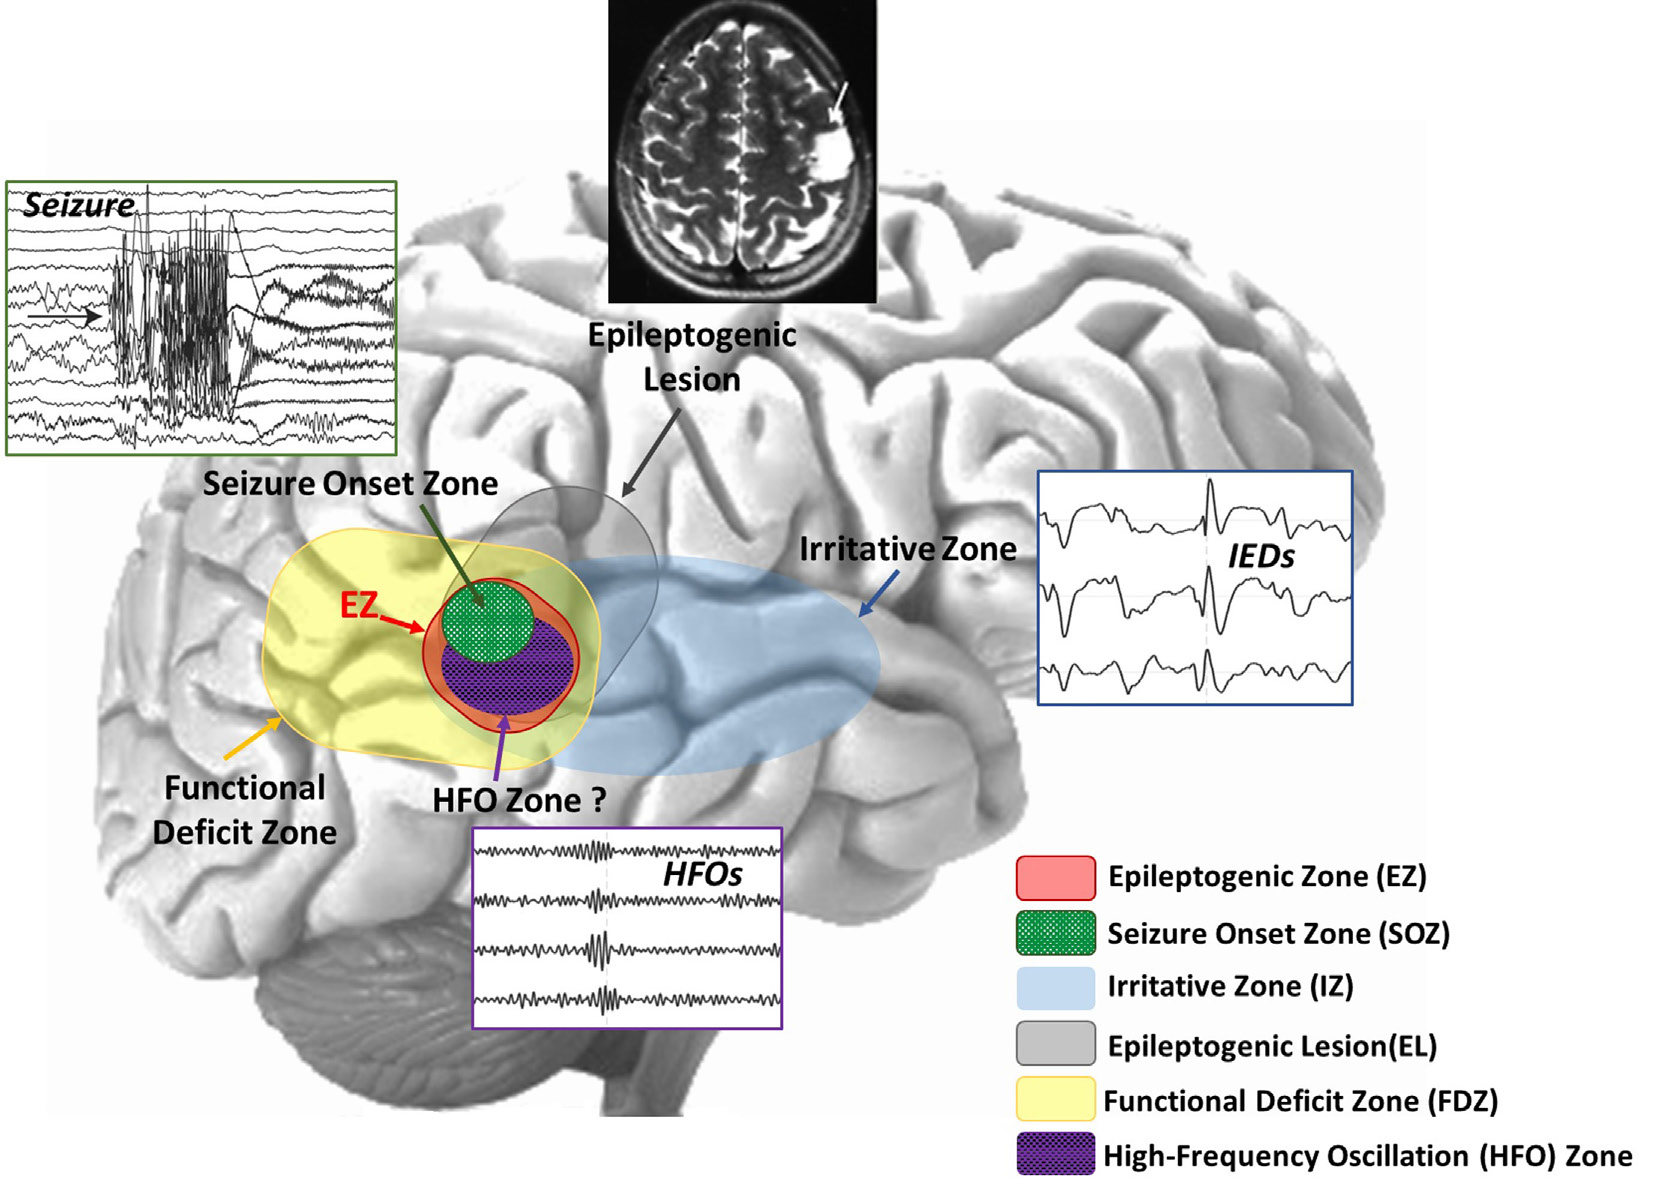 Seizure
Epileptogenic
Lesion
Seizure Onset Zone
Irritative Zone
IEDs
EZ
Functional
Deficit Zone
HFO Zone ?
HFOs
Epileptogenic Zone (EZ)
Seizure Onset Zone (SOZ)
Irritative Zone (IZ)
Epileptogenic Lesion(EL)
Functional Deficit Zone (FDZ)
High-Frequency Oscillation (HFO) Zone